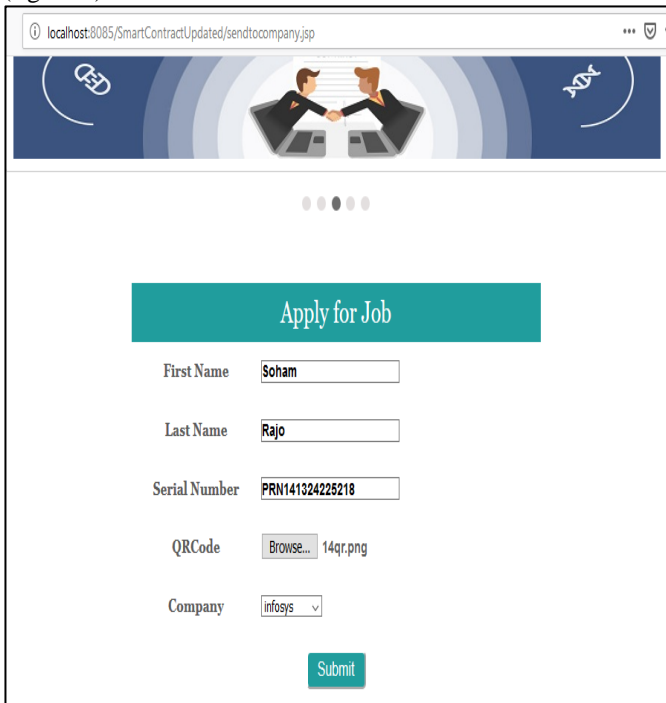 localhost:8085/SmartContractUpdated/sendtocompany.jsp
Apply for Job
First Name Soham
Last Name Rajo
Serial Number PRN141324225218
QRCode Browse... 14qr.png
Company infosys
Submit